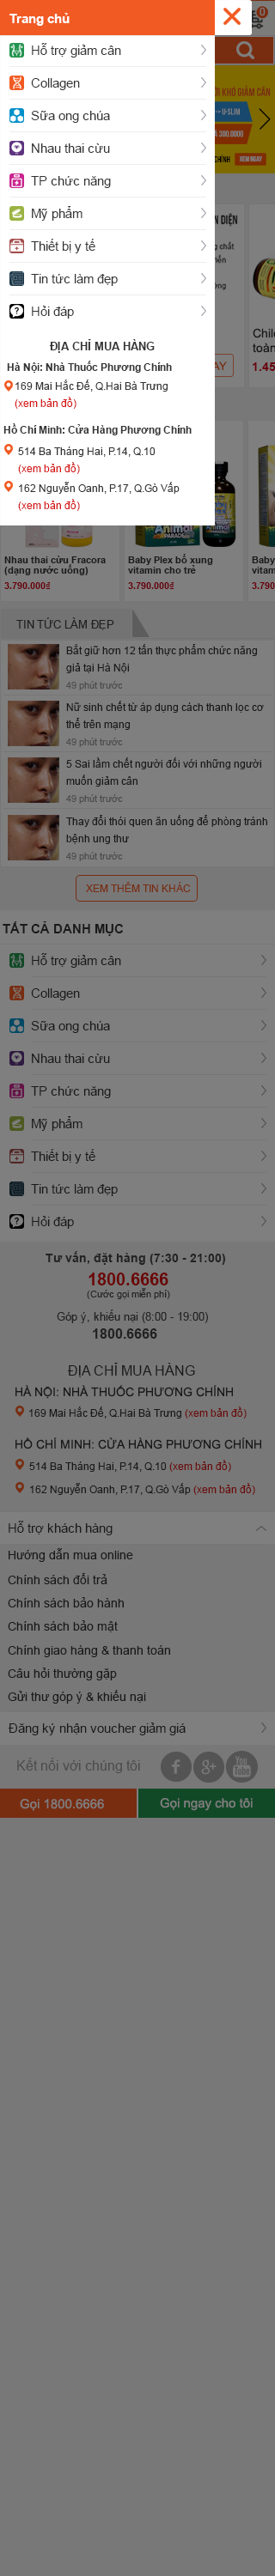 Trang chủ
0
Hỗ trợ giảm cân
Collagen
Sữa ong chúa
Nhau thai cừu
TP chức năng
Mỹ phẩm
Thiết bị y tế
Tin tức làm đẹp
Hỏi đáp
ĐỊA CHỈ MUA HÀNG
Hà Nội: Nhà Thuốc Phương Chính
169 Mai Hắc Đế, Q.Hai Bà Trưng
(xem bản đồ)
Hồ Chí Minh: Cửa Hàng Phương Chính
514 Ba Tháng Hai, P.14, Q.10
(xem bản đồ)
162 Nguyễn Oanh, P.17, Q.Gò Vấp
(xem bản đồ)
KHÓ GIẢM CÂN
U-SLIM
XEM NGAY
Nhau thai cừu Fracora
(dạng nước uống)
3.790.000₫
Baby Plex bổ xung
vitamin cho trẻ
3.790.000₫
Baby
vitam
3.790
TIN TỨC LÀM ĐẸP
Bắt giữ hơn 12 tấn thực phẩm chức năng
giả tại Hà Nội
49 phút trước
Nữ sinh chết từ áp dụng cách thanh lọc cơ
thể trên mạng
49 phút trước
5 Sai lầm chết người đối với những người
muốn giảm cân
49 phút trước
Thay đổi thói quen ăn uống để phòng tránh
bệnh ung thư
49 phút trước
XEM THÊM TIN KHÁC
TẤT CẢ DANH MỤC
Hỗ trợ giảm cân
Collagen
Sữa ong chúa
Nhau thai cừu
TP chức năng
Mỹ phẩm
Thiết bị y tế
Tin tức làm đẹp
Hỏi đáp
Tư vấn, đặt hàng (7:30 - 21:00)
1800.6666
(Cước gọi miễn phí)
Góp ý, khiếu nại (8:00 - 19:00)
1800.6666
ĐỊA CHỈ MUA HÀNG
HÀ NỘI: NHÀ THUỐC PHƯƠNG CHÍNH
169 Mai Hắc Đế, Q.Hai Bà Trưng (xem bản đồ)
HỒ CHÍ MINH: CỬA HÀNG PHƯƠNG CHÍNH
514 Ba Tháng Hai, P.14, Q.10 (xem bản đồ)
162 Nguyễn Oanh, P.17, Q.Gò Vấp (xem bản đồ)
Hỗ trợ khách hàng
Hướng dẫn mua online
Chính sách đổi trả
Chính sách bảo hành
Chính sách bảo mật
Chính giao hàng & thanh toán
Câu hỏi thường gặp
Gửi thư góp ý & khiếu nại
Đăng ký nhận voucher giảm giá
Kết nối với chúng tôi
Gọi 1800.6666
Gọi ngay cho tôi